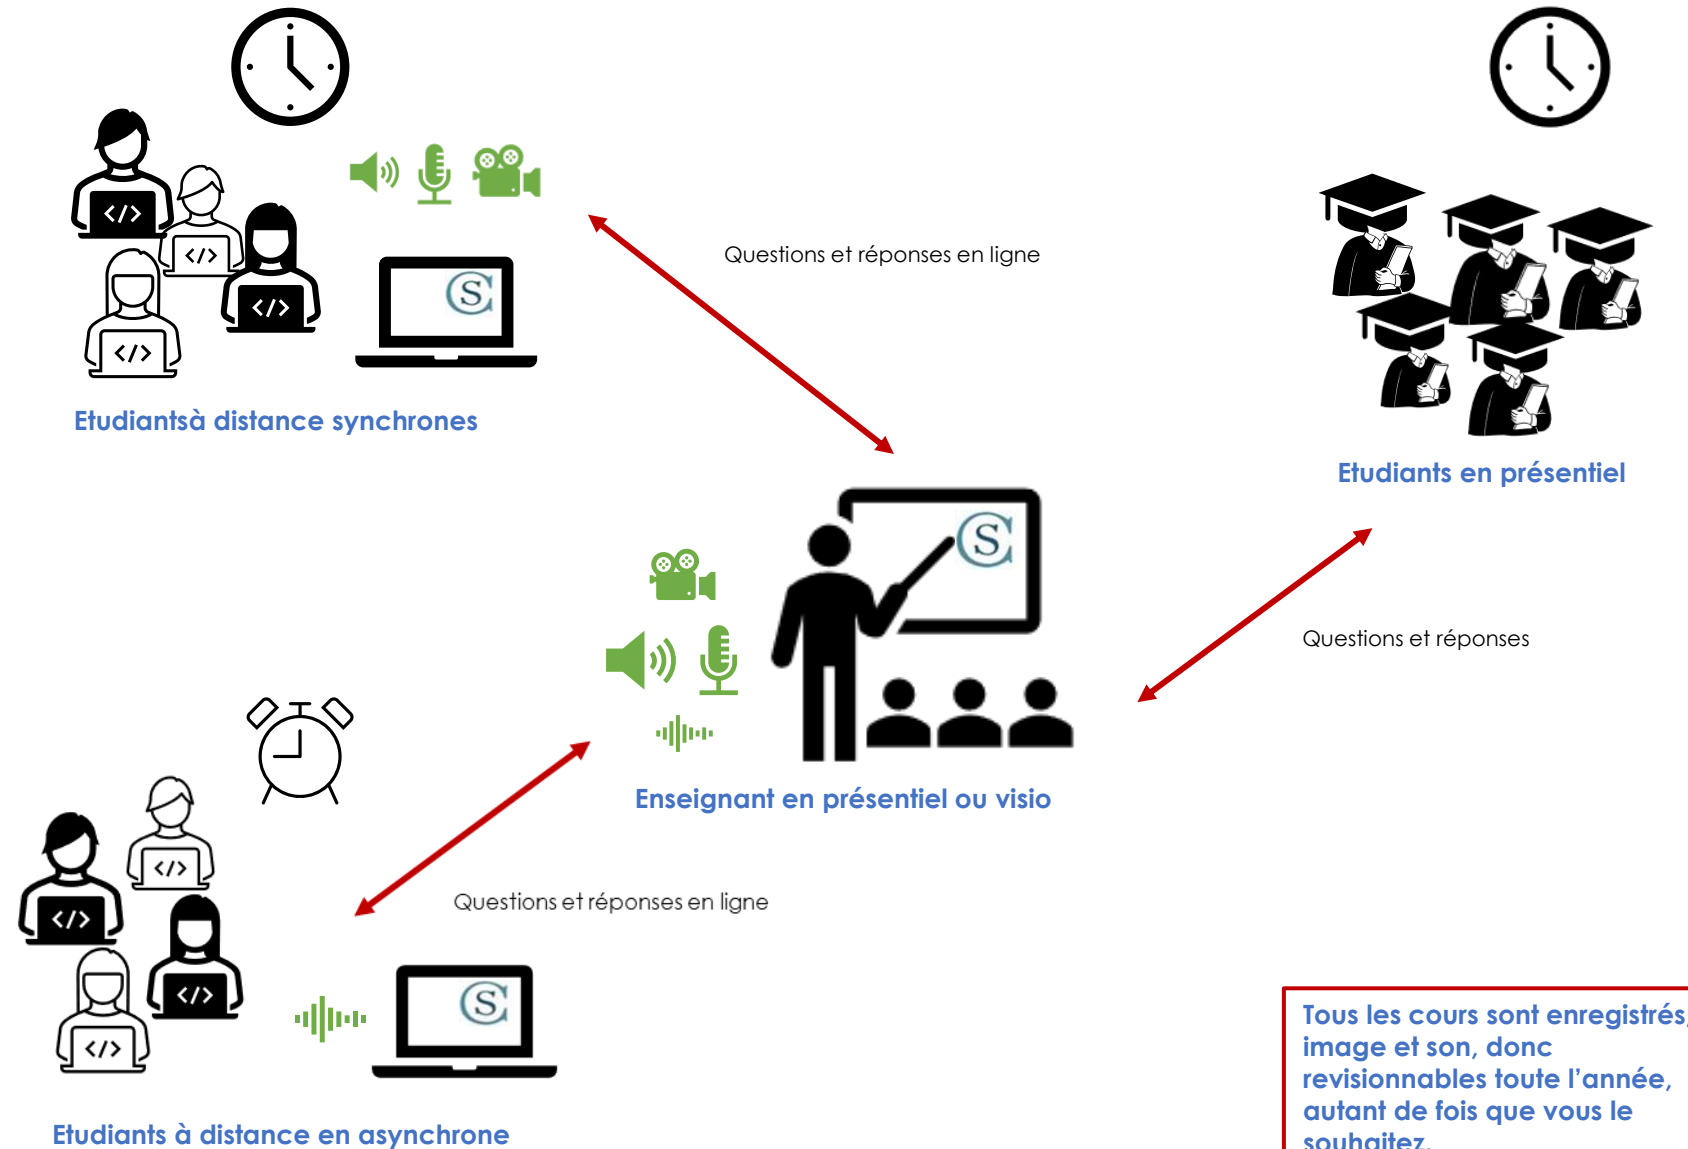 Questions et réponses en ligne
Etudiantsà distance synchrones
Etudiants en présentiel
Questions et réponses
Enseignant en présentiel ou visio
Questions et réponses en ligne
Tous les cours sont enregistrés,
image et son, donc
revisionnables toute l’année,
autant de fois que vous le
souhaitez.
Etudiants à distance en asynchrone